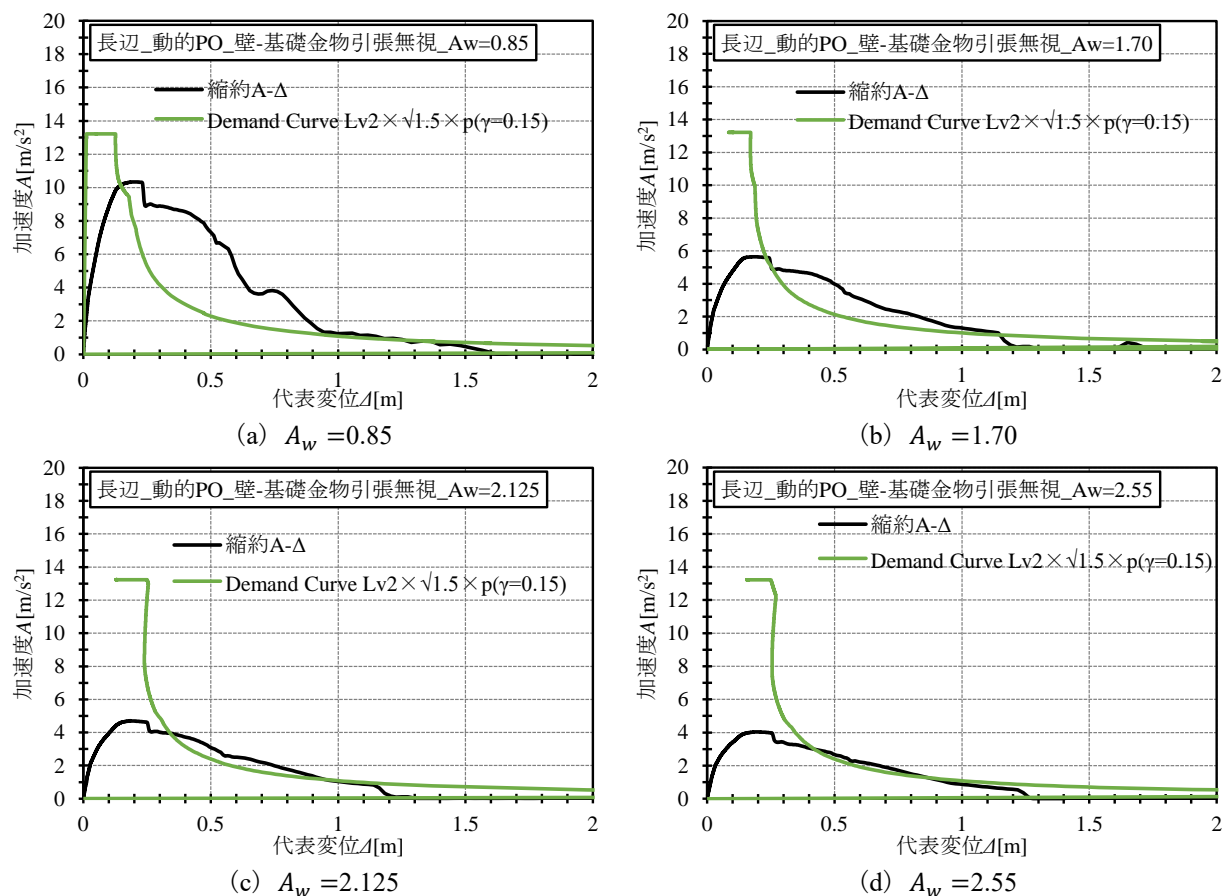 長辺_動的PO_壁-基礎金物引張無視_Aw=0.85
縮約A-Δ
Demand Curve Lv2×√1.5×p(γ=0.15)
加速度A[m/s²]
20
18
16
14
12
10
8
6
4
2
0
0 0.5 1 1.5 2
代表変位Δ[m]
(a) A_w =0.85
長辺_動的PO_壁-基礎金物引張無視_Aw=1.70
縮約A-Δ
Demand Curve Lv2×√1.5×p(γ=0.15)
加速度A[m/s²]
20
18
16
14
12
10
8
6
4
2
0
0 0.5 1 1.5 2
代表変位Δ[m]
(b) A_w =1.70
長辺_動的PO_壁-基礎金物引張無視_Aw=2.125
縮約A-Δ
Demand Curve Lv2×√1.5×p(γ=0.15)
加速度A[m/s²]
20
18
16
14
12
10
8
6
4
2
0
0 0.5 1 1.5 2
代表変位Δ[m]
(c) A_w =2.125
長辺_動的PO_壁-基礎金物引張無視_Aw=2.55
縮約A-Δ
Demand Curve Lv2×√1.5×p(γ=0.15)
加速度A[m/s²]
20
18
16
14
12
10
8
6
4
2
0
0 0.5 1 1.5 2
代表変位Δ[m]
(d) A_w =2.55